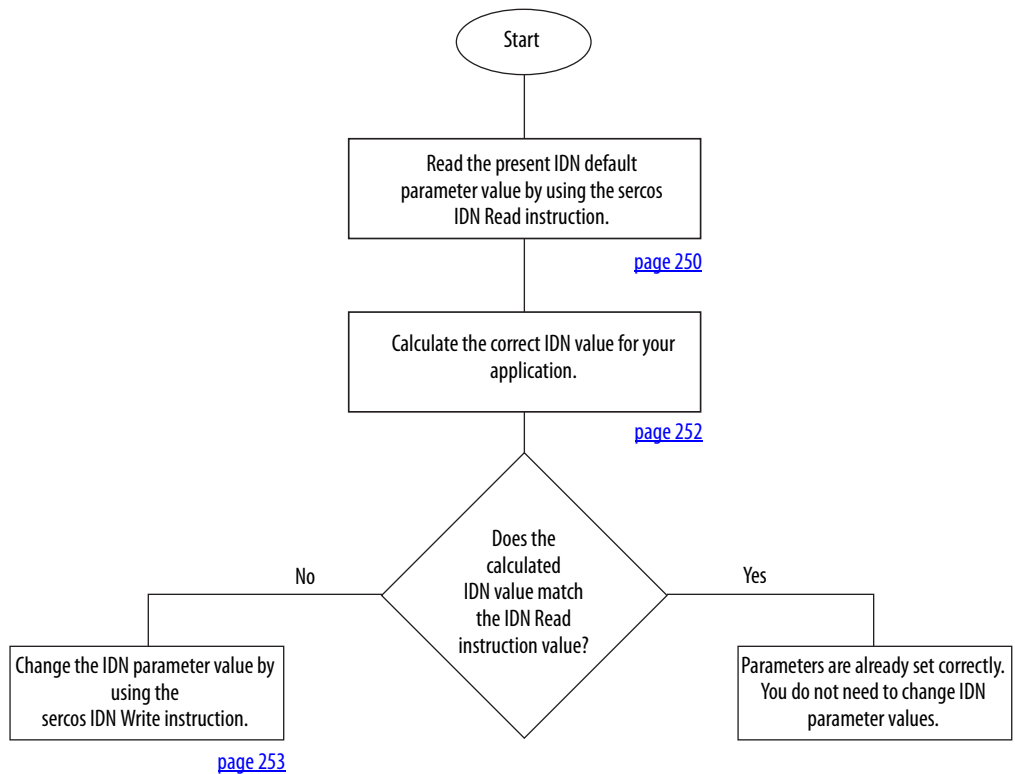 Start
Read the present IDN default
parameter value by using the sercos
IDN Read instruction.
page 250
Calculate the correct IDN value for your
application.
page 252
Does the
calculated
IDN value match
the IDN Read
instruction value?
No
Yes
Change the IDN parameter value by
using the
sercos IDN Write instruction.
page 253
Parameters are already set correctly.
You do not need to change IDN
parameter values.